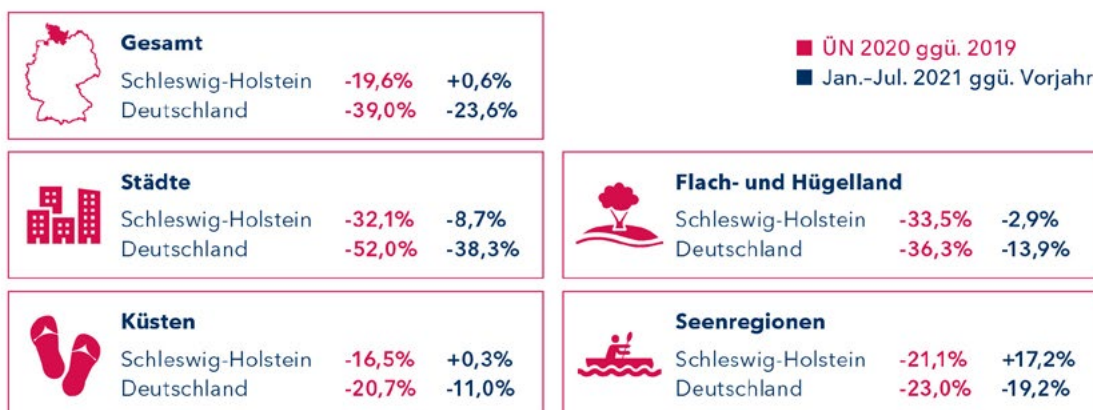 Gesamt
Schleswig-Holstein -19,6% +0,6%
Deutschland -39,0% -23,6%
ÜN 2020 ggü. 2019
Jan.–Jul. 2021 ggü. Vorjahr
Städte
Schleswig-Holstein -32,1% -8,7%
Deutschland -52,0% -38,3%
Flach- und Hügelland
Schleswig-Holstein -33,5% -2,9%
Deutschland -36,3% -13,9%
Küsten
Schleswig-Holstein -16,5% +0,3%
Deutschland -20,7% -11,0%
Seenregionen
Schleswig-Holstein -21,1% +17,2%
Deutschland -23,0% -19,2%